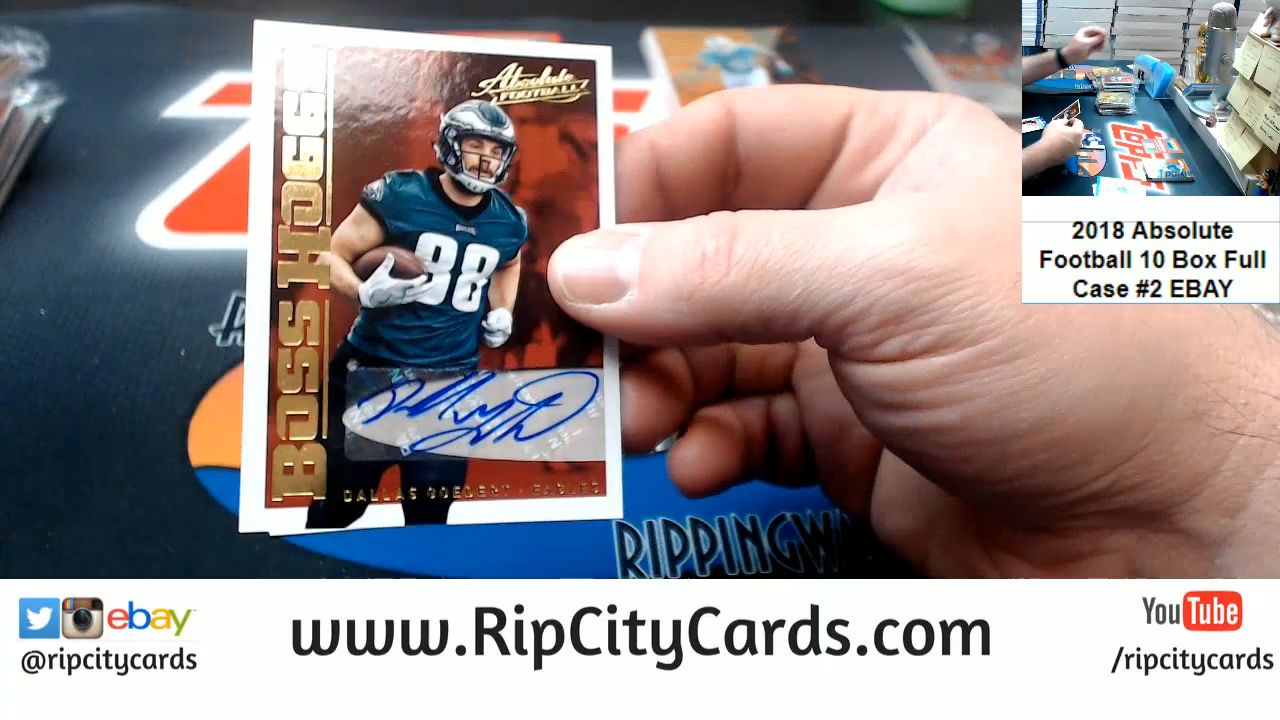 Absolute
FOOTBALL
BOSS HOGGS
88
DALLAS GOEDERT · EAGLES
RIPPINGW
2018 Absolute
Football 10 Box Full
Case #2 EBAY
ebay
@ripcitycards
www.RipCityCards.com
YouTube
/ripcitycards